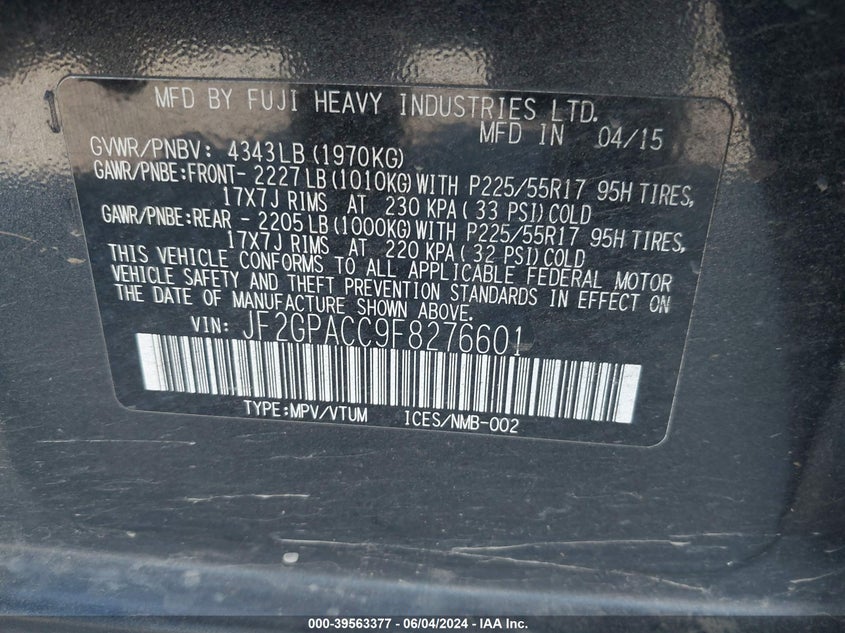 MFD BY FUJI HEAVY INDUSTRIES LTD.
MFD IN 04/15
GVWR/PNBV: 4343LB(1970KG)
GAWR/PNBE:FRONT- 2227LB(1010KG)WITH P225/55R17 95H TIRES,
17X7J RIMS AT 230 KPA( 33 PSI)COLD
GAWR/PNBE:REAR - 2205LB(1000KG)WITH P225/55R17 95H TIRES,
17X7J RIMS AT 220 KPA( 32 PSI)COLD
THIS VEHICLE CONFORMS TO ALL APPLICABLE FEDERAL MOTOR
VEHICLE SAFETY AND THEFT PREVENTION STANDARDS IN EFFECT ON
THE DATE OF MANUFACTURE SHOWN ABOVE.
VIN: JF2GPACC9F8276601
TYPE:MPV/VTUM ICES/NMB-002
000-39563377 - 06/04/2024 - IAA Inc.